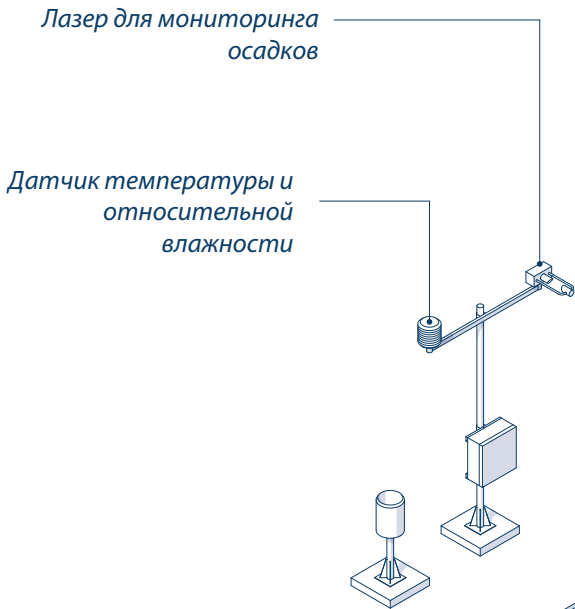 Лазер для мониторинга
осадков
Датчик температуры и
относительной
влажности